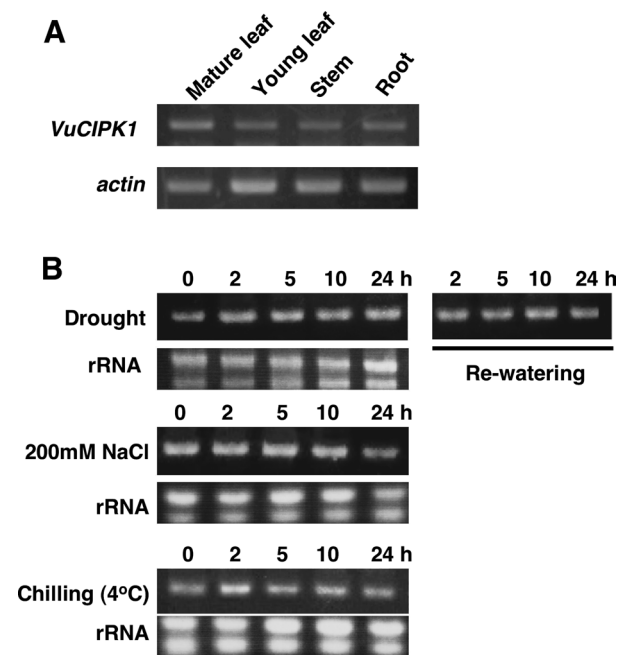 A
Mature leaf
Young leaf
Stem
Root
VuCIPK1
actin
B
0 2 5 10 24 h
2 5 10 24 h
Drought
rRNA
Re-watering
0 2 5 10 24 h
200mM NaCl
rRNA
0 2 5 10 24 h
Chilling (4ºC)
rRNA